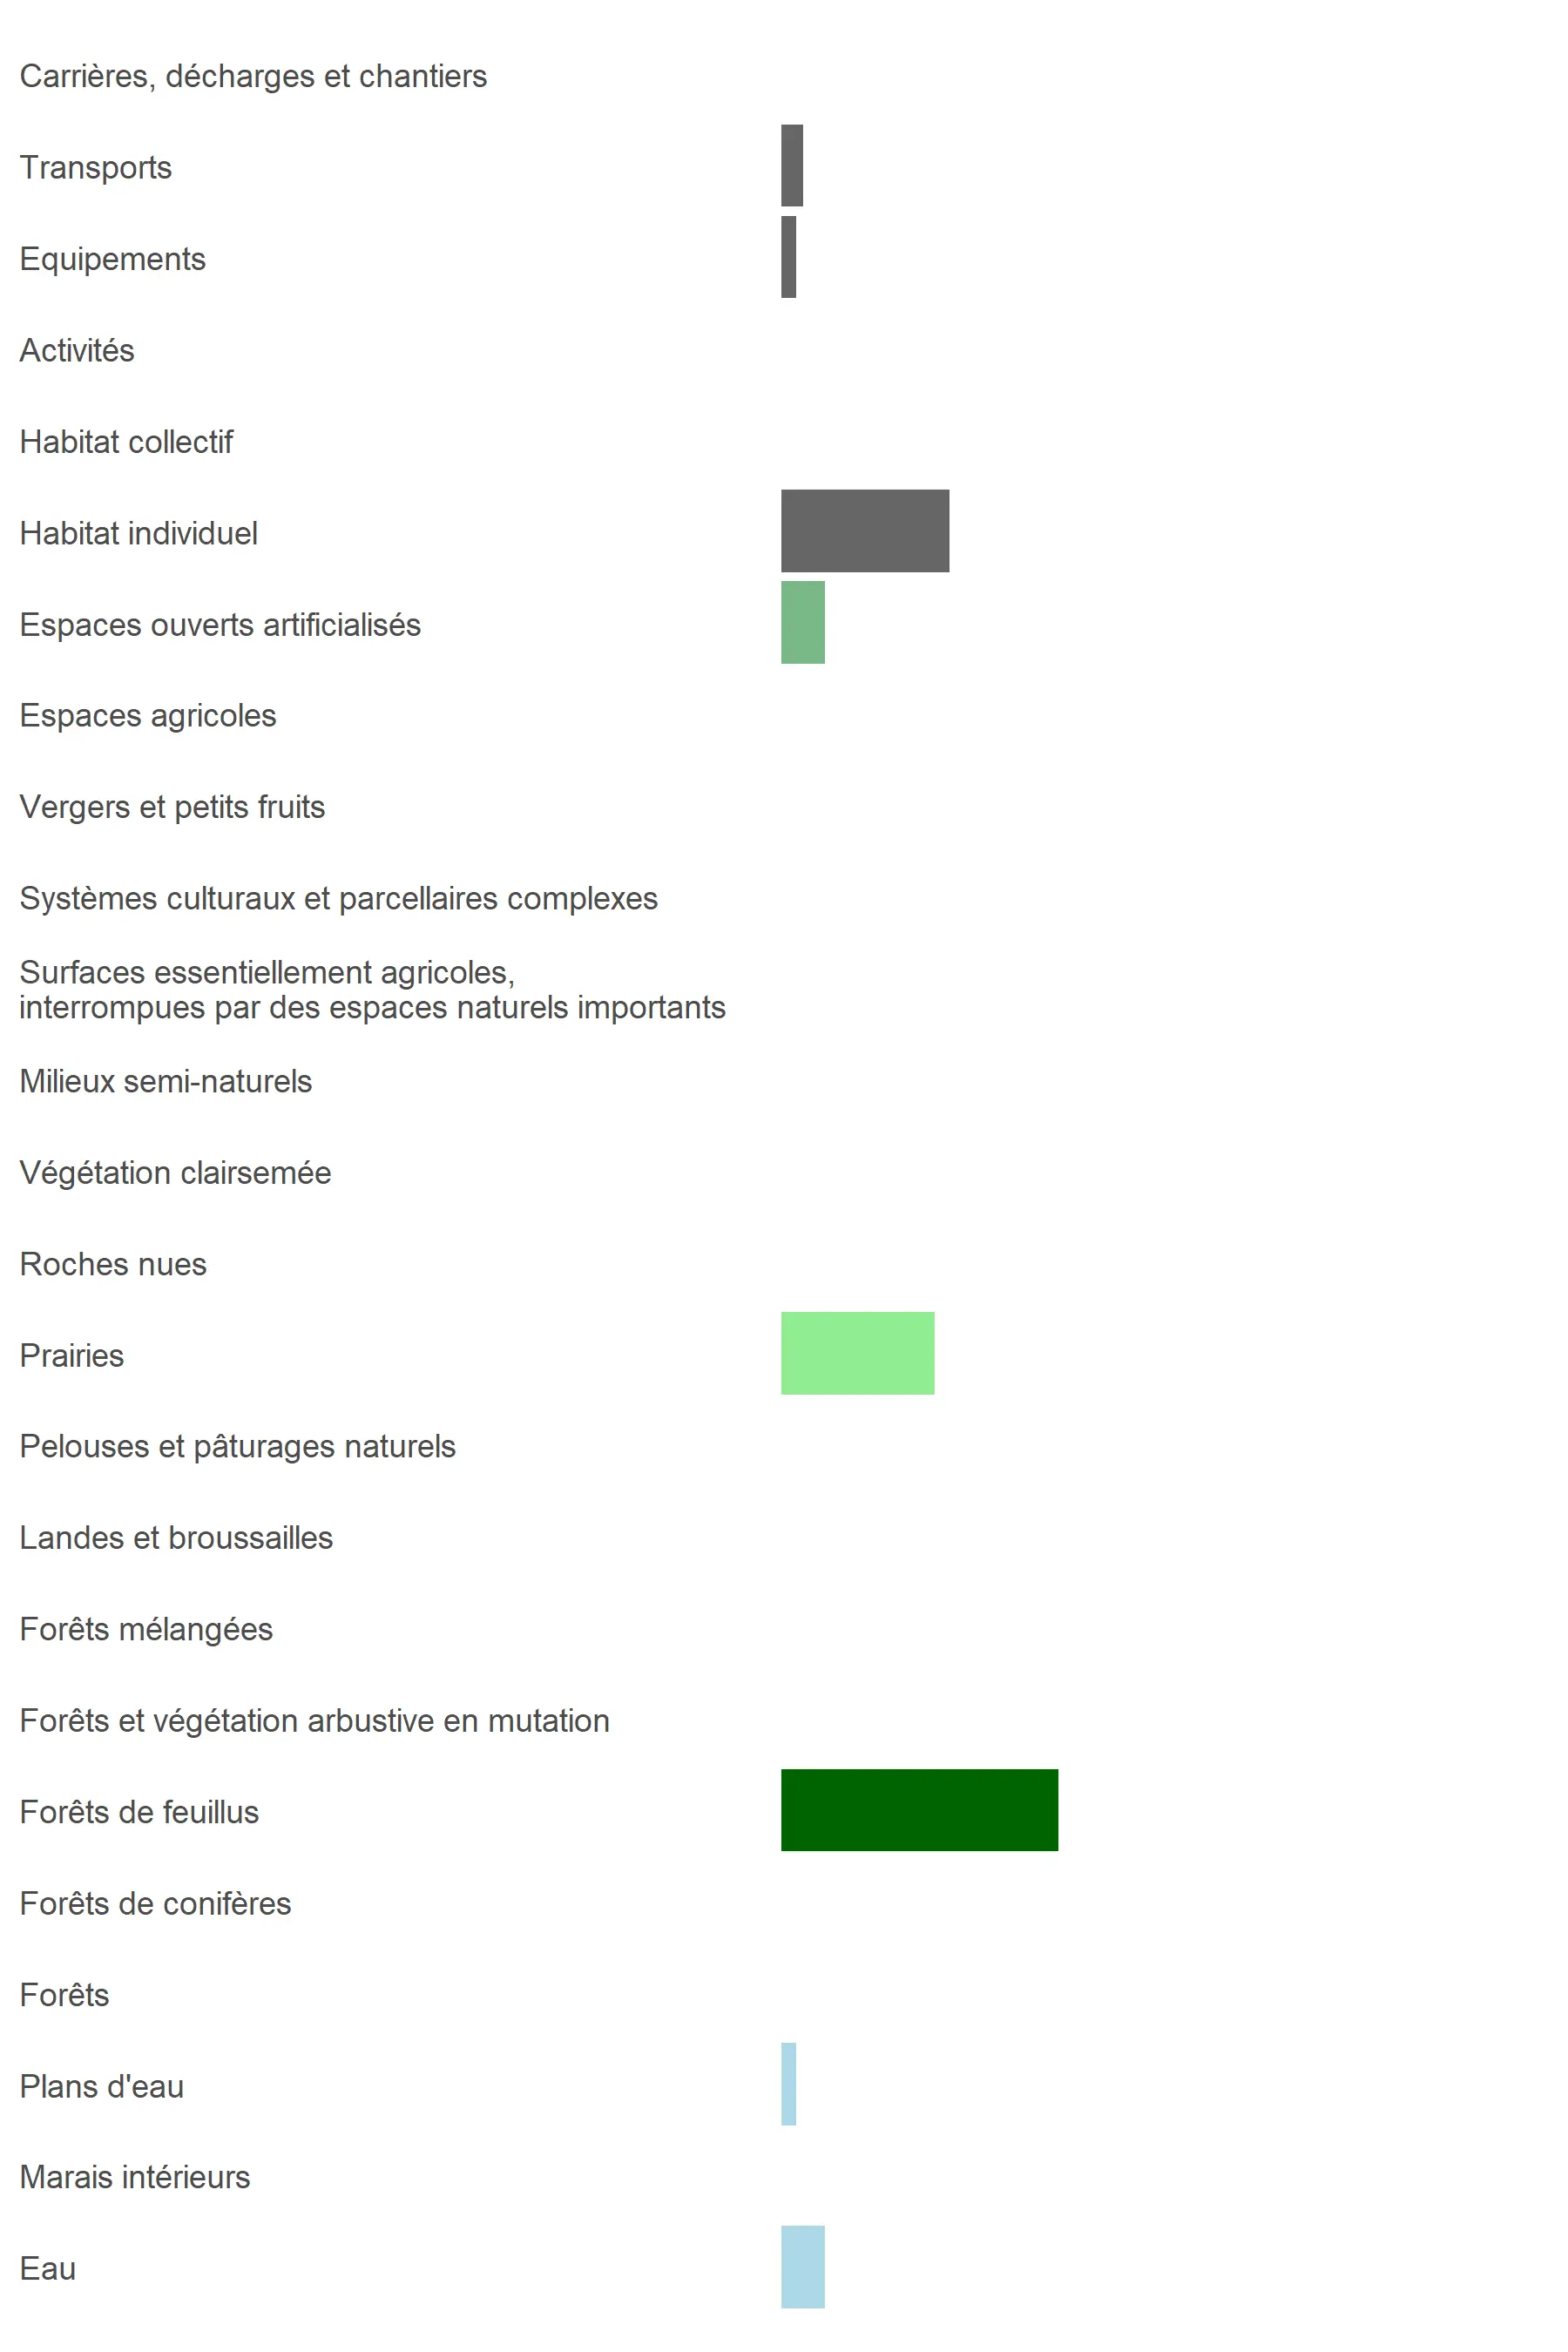 Carrières, décharges et chantiers
Transports
Equipements
Activités
Habitat collectif
Habitat individuel
Espaces ouverts artificialisés
Espaces agricoles
Vergers et petits fruits
Systèmes culturaux et parcellaires complexes
Surfaces essentiellement agricoles,
interrompues par des espaces naturels importants
Milieux semi-naturels
Végétation clairsemée
Roches nues
Prairies
Pelouses et pâturages naturels
Landes et broussailles
Forêts mélangées
Forêts et végétation arbustive en mutation
Forêts de feuillus
Forêts de conifères
Forêts
Plans d'eau
Marais intérieurs
Eau